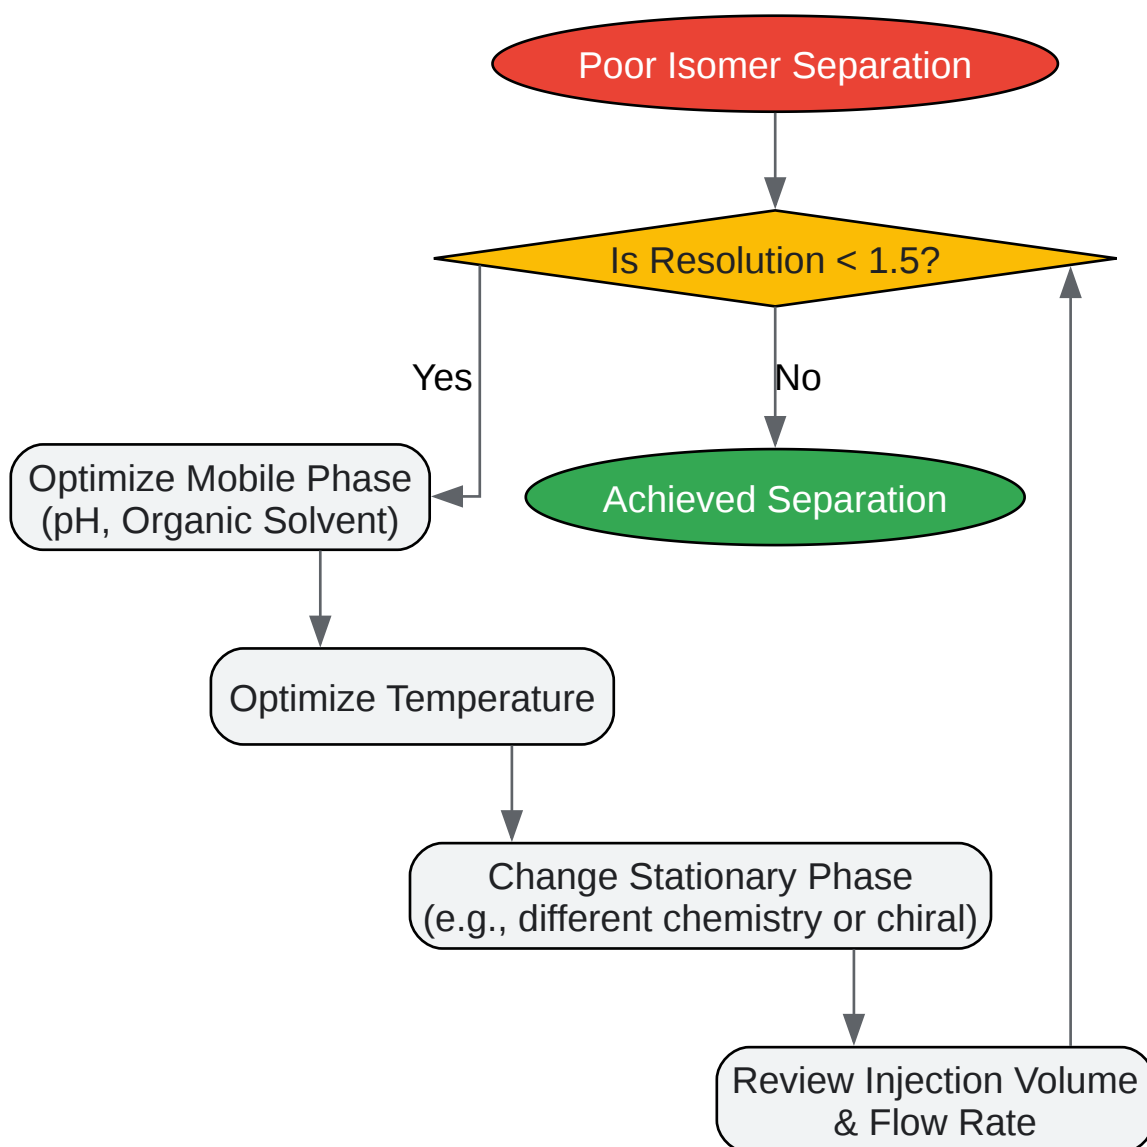 Poor Isomer Separation
Is Resolution < 1.5?
Yes
No
Optimize Mobile Phase
(pH, Organic Solvent)
Achieved Separation
Optimize Temperature
Change Stationary Phase
(e.g., different chemistry or chiral)
Review Injection Volume
& Flow Rate